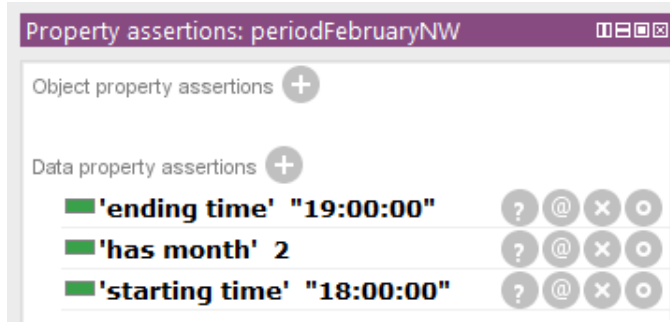 Property assertions: periodFebruaryNW
Object property assertions +
Data property assertions +
'ending time' "19:00:00" ? @ × o
'has month' 2 ? @ × o
'starting time' "18:00:00" ? @ × o